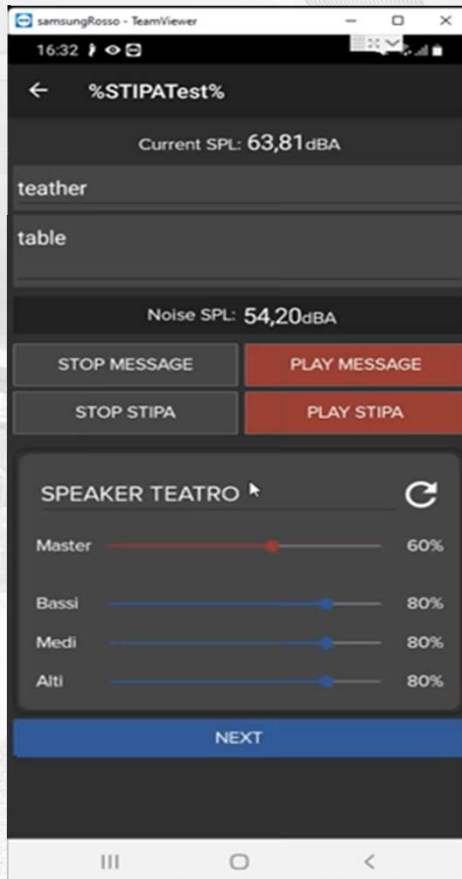 samsungRosso - TeamViewer
16:32
%STIPATest%
Current SPL: 63,81dBA
teather
table
Noise SPL: 54,20dBA
STOP MESSAGE PLAY MESSAGE
STOP STIPA PLAY STIPA
SPEAKER TEATRO
Master 60%
Bassi 80%
Medi 80%
Alti 80%
NEXT